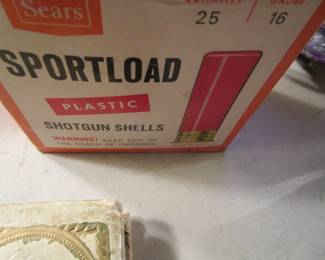 Sears
25
16
SPORTLOAD
PLASTIC
SHOTGUN SHELLS
WARNING! KEEP OUT OF
THE REACH OF CHILDREN